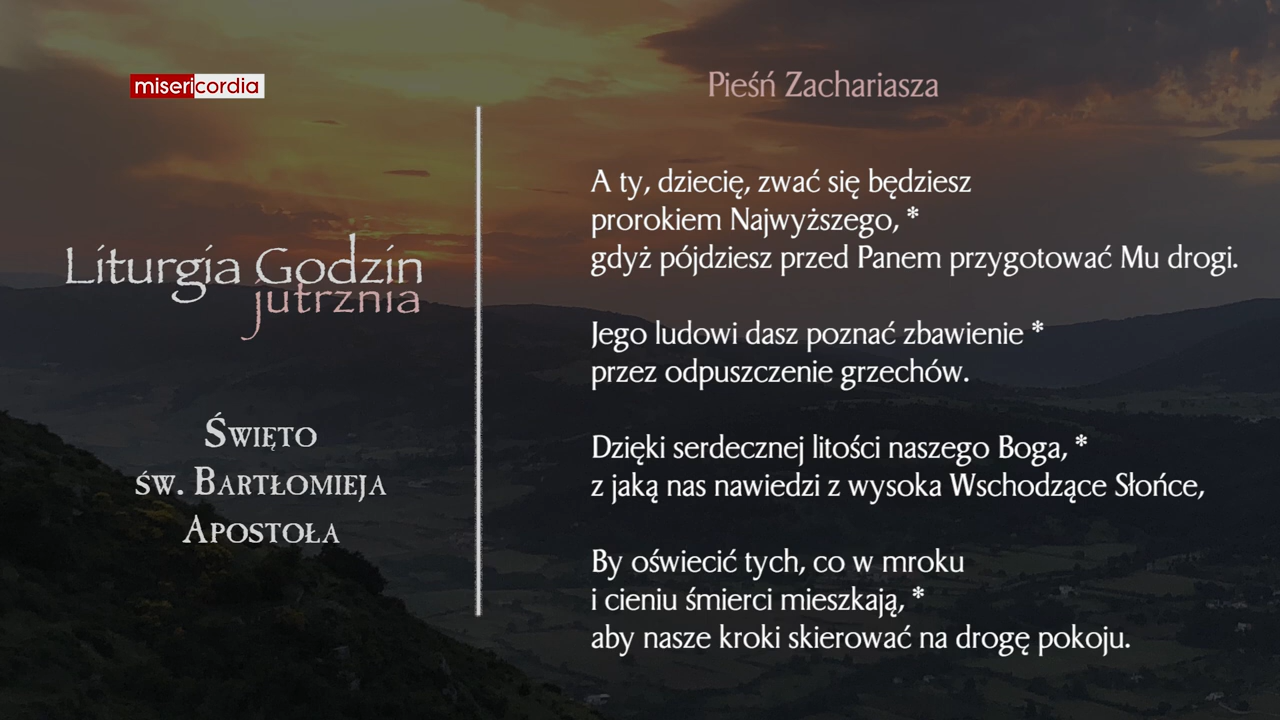 misericordia
Liturgia Godzin
jutrznia
Święto
św. Bartłomieja
Apostoła
Pieśń Zachariasza
A ty, dziecię, zwać się będziesz
prorokiem Najwyższego, *
gdyż pójdziesz przed Panem przygotować Mu drogi.
Jego ludowi dasz poznać zbawienie *
przez odpuszczenie grzechów.
Dzięki serdecznej litości naszego Boga, *
z jaką nas nawiedzi z wysoka Wschodzące Słońce,
By oświecić tych, co w mroku
i cieniu śmierci mieszkają, *
aby nasze kroki skierować na drogę pokoju.